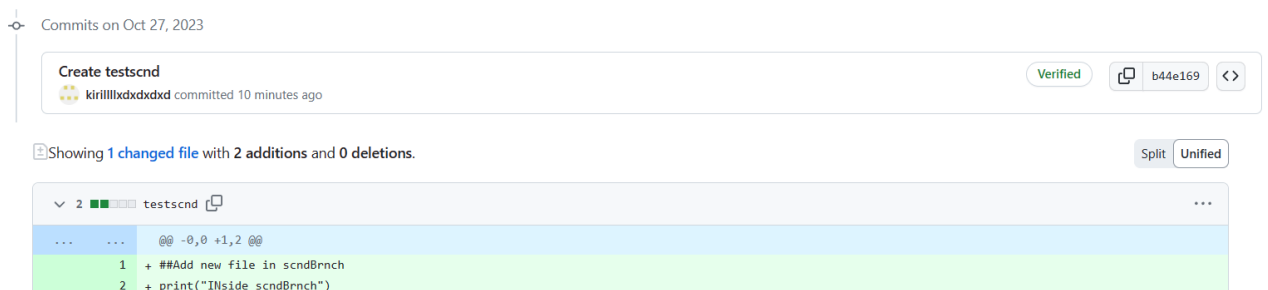 Commits on Oct 27, 2023
Create testscnd
Verified
b44e169
kirillllxdxdxdxd committed 10 minutes ago
Showing 1 changed file with 2 additions and 0 deletions.
Split Unified
2 testscnd
... ... @@ -0,0 +1,2 @@
1 + ##Add new file in scndBrnch
2 + print("INside scndBrnch")